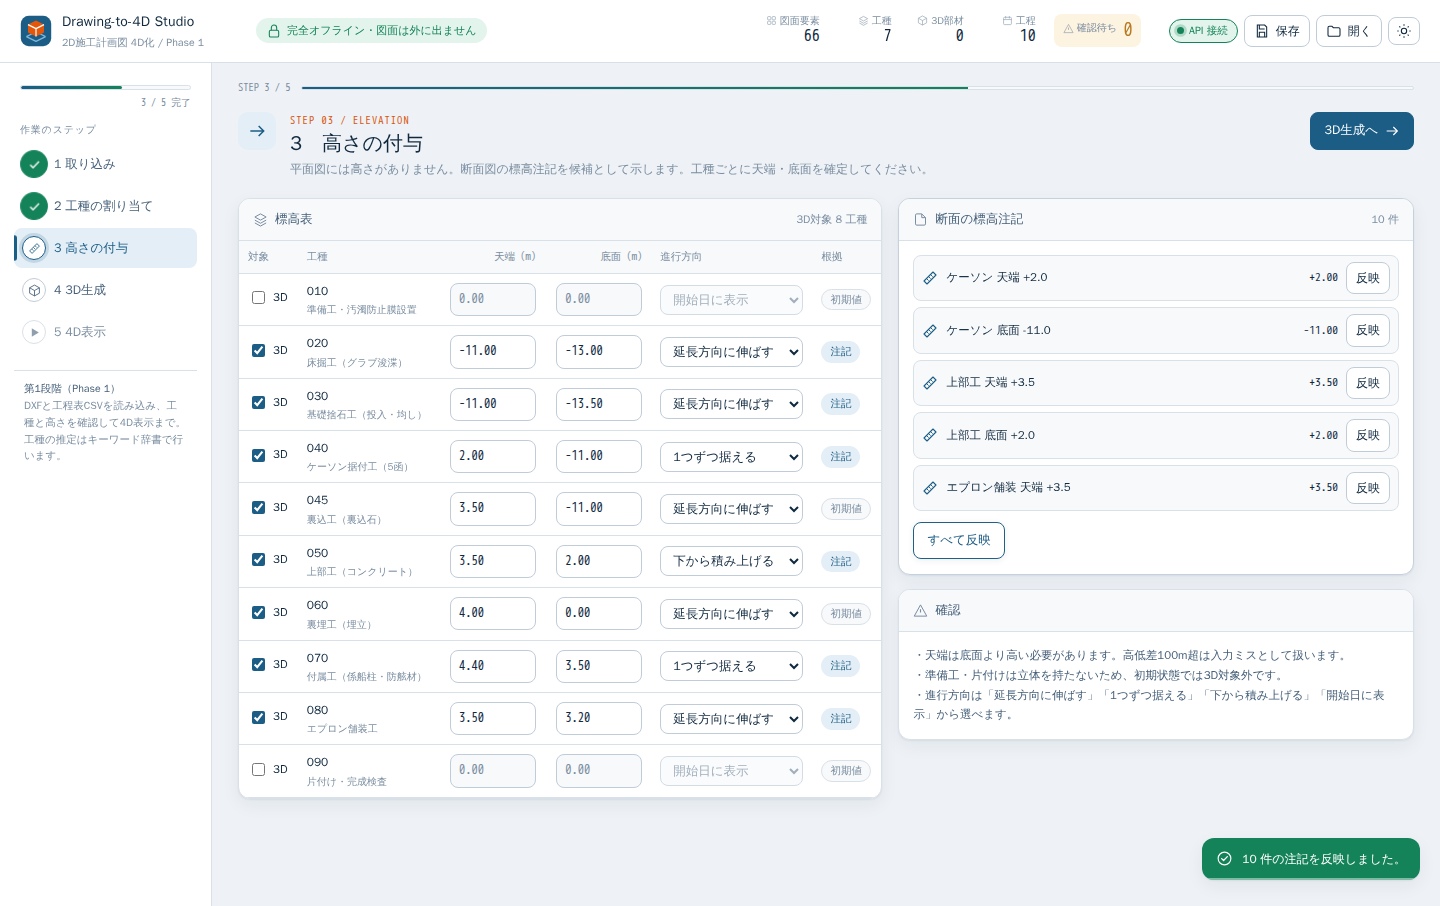 Drawing-to-4D Studio
2D施工計画図 4D化 / Phase 1
完全オフライン・図面は外に出ません
図面要素
66
工種
7
3D部材
0
工程
10
確認待ち 0
API 接続
保存
開く
3 / 5 完了
作業のステップ
1 取り込み
2 工種の割り当て
3 高さの付与
4 3D生成
5 4D表示
第1段階（Phase 1）
DXFと工程表CSVを読み込み、工
種と高さを確認して4D表示まで。
工種の推定はキーワード辞書で行
います。
STEP 3 / 5
STEP 03 / ELEVATION
3 高さの付与
平面図には高さがありません。断面図の標高注記を候補として示します。工種ごとに天端・底面を確定してください。
3D生成へ
標高表
3D対象 8 工種
対象 工種 天端（m） 底面（m） 進行方向 根拠
3D 010 0.00 0.00 開始日に表示 初期値
準備工・汚濁防止膜設置
3D 020 -11.00 -13.00 延長方向に伸ばす 注記
床掘工（グラブ浚渫）
3D 030 -11.00 -13.50 延長方向に伸ばす 注記
基礎捨石工（投入・均し）
3D 040 2.00 -11.00 1つずつ据える 注記
ケーソン据付工（5函）
3D 045 3.50 -11.00 延長方向に伸ばす 初期値
裏込工（裏込石）
3D 050 3.50 2.00 下から積み上げる 注記
上部工（コンクリート）
3D 060 4.00 0.00 延長方向に伸ばす 初期値
裏埋工（埋立）
3D 070 4.40 3.50 1つずつ据える 注記
付属工（係船柱・防舷材）
3D 080 3.50 3.20 延長方向に伸ばす 注記
エプロン舗装工
3D 090 0.00 0.00 開始日に表示 初期値
片付け・完成検査
断面の標高注記
10 件
ケーソン 天端 +2.0 +2.00 反映
ケーソン 底面 -11.0 -11.00 反映
上部工 天端 +3.5 +3.50 反映
上部工 底面 +2.0 +2.00 反映
エプロン舗装 天端 +3.5 +3.50 反映
すべて反映
確認
・天端は底面より高い必要があります。高低差100m超は入力ミスとして扱います。
・準備工・片付けは立体を持たないため、初期状態では3D対象外です。
・進行方向は「延長方向に伸ばす」「1つずつ据える」「下から積み上げる」「開始日に表
示」から選べます。
10 件の注記を反映しました。